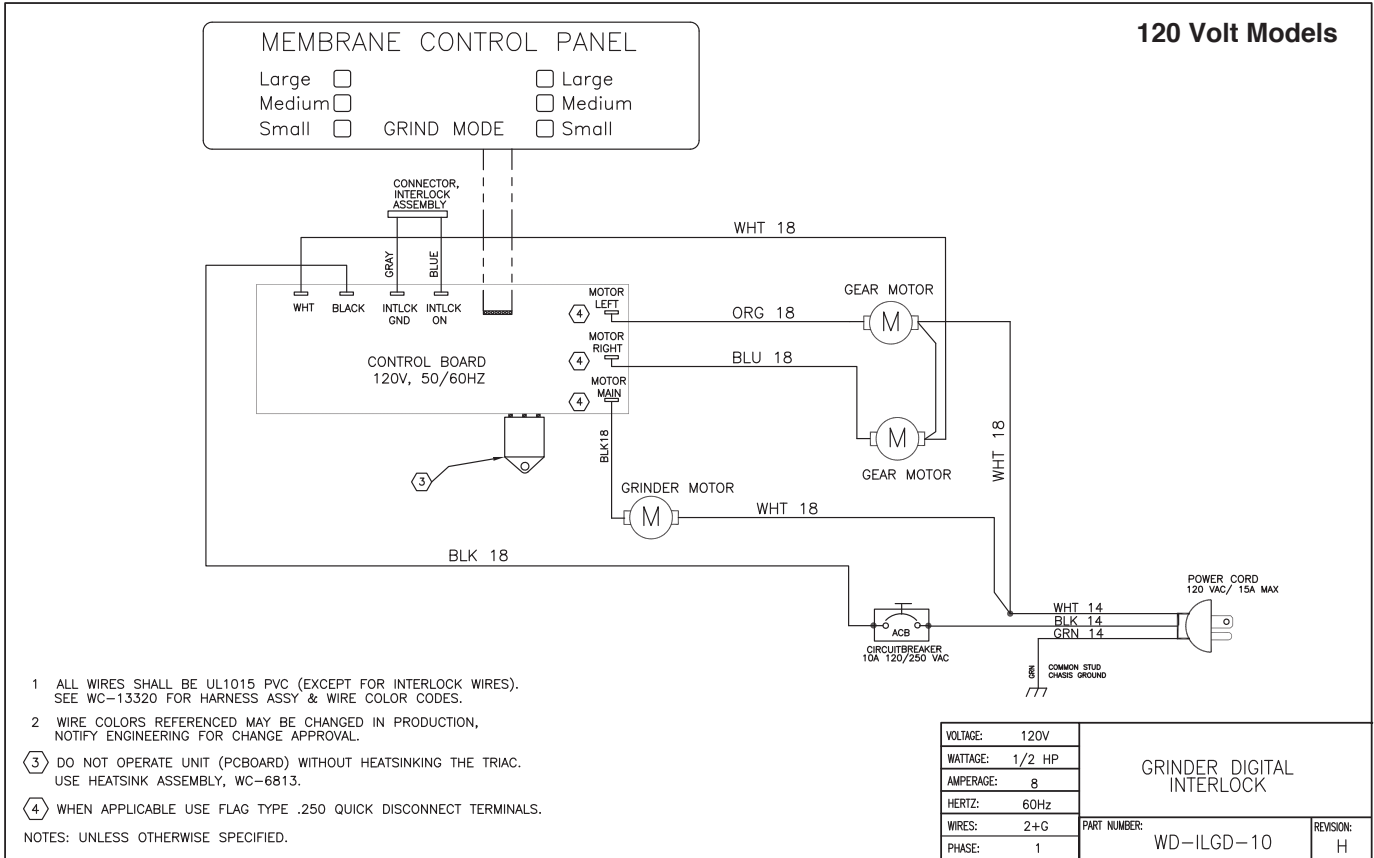 120 Volt Models
MEMBRANE CONTROL PANEL
Large Large
Medium Medium
Small GRIND MODE Small
CONNECTOR,
INTERLOCK
ASSEMBLY
WHT 18
GRAY
BLUE
WHT
BLACK
INTLCK
GND
INTLCK
ON
MOTOR
LEFT
4
MOTOR
RIGHT
4
MOTOR
MAIN
4
CONTROL BOARD
120V, 50/60HZ
GEAR MOTOR
ORG 18
M
BLU 18
M
GEAR MOTOR
WHT 18
BLK18
3
GRINDER MOTOR
M
WHT 18
BLK 18
POWER CORD
120 VAC/ 15A MAX
WHT 14
BLK 14
GRN 14
ACB
CIRCUITBREAKER
10A 120/250 VAC
GRN
COMMON STUD
CHASIS GROUND
1 ALL WIRES SHALL BE UL1015 PVC (EXCEPT FOR INTERLOCK WIRES).
SEE WC-13320 FOR HARNESS ASSY & WIRE COLOR CODES.
2 WIRE COLORS REFERENCED MAY BE CHANGED IN PRODUCTION,
NOTIFY ENGINEERING FOR CHANGE APPROVAL.
3 DO NOT OPERATE UNIT (PCBOARD) WITHOUT HEATSINKING THE TRIAC.
USE HEATSINK ASSEMBLY, WC-6813.
4 WHEN APPLICABLE USE FLAG TYPE .250 QUICK DISCONNECT TERMINALS.
NOTES: UNLESS OTHERWISE SPECIFIED.
VOLTAGE: 120V
WATTAGE: 1/2 HP
AMPERAGE: 8
HERTZ: 60Hz
WIRES: 2+G
PHASE: 1
GRINDER DIGITAL
INTERLOCK
PART NUMBER:
WD-ILGD-10
REVISION:
H